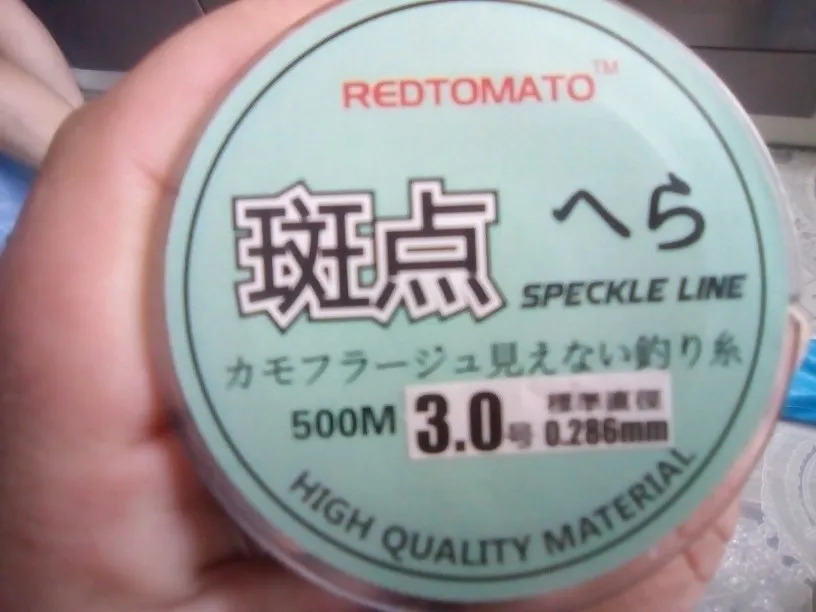 REDTOMATO™
斑点 へら
SPECKLE LINE
カモフラージュ見えない釣り糸
500M 3.0号 標準直径 0.286mm
HIGH QUALITY MATERIAL